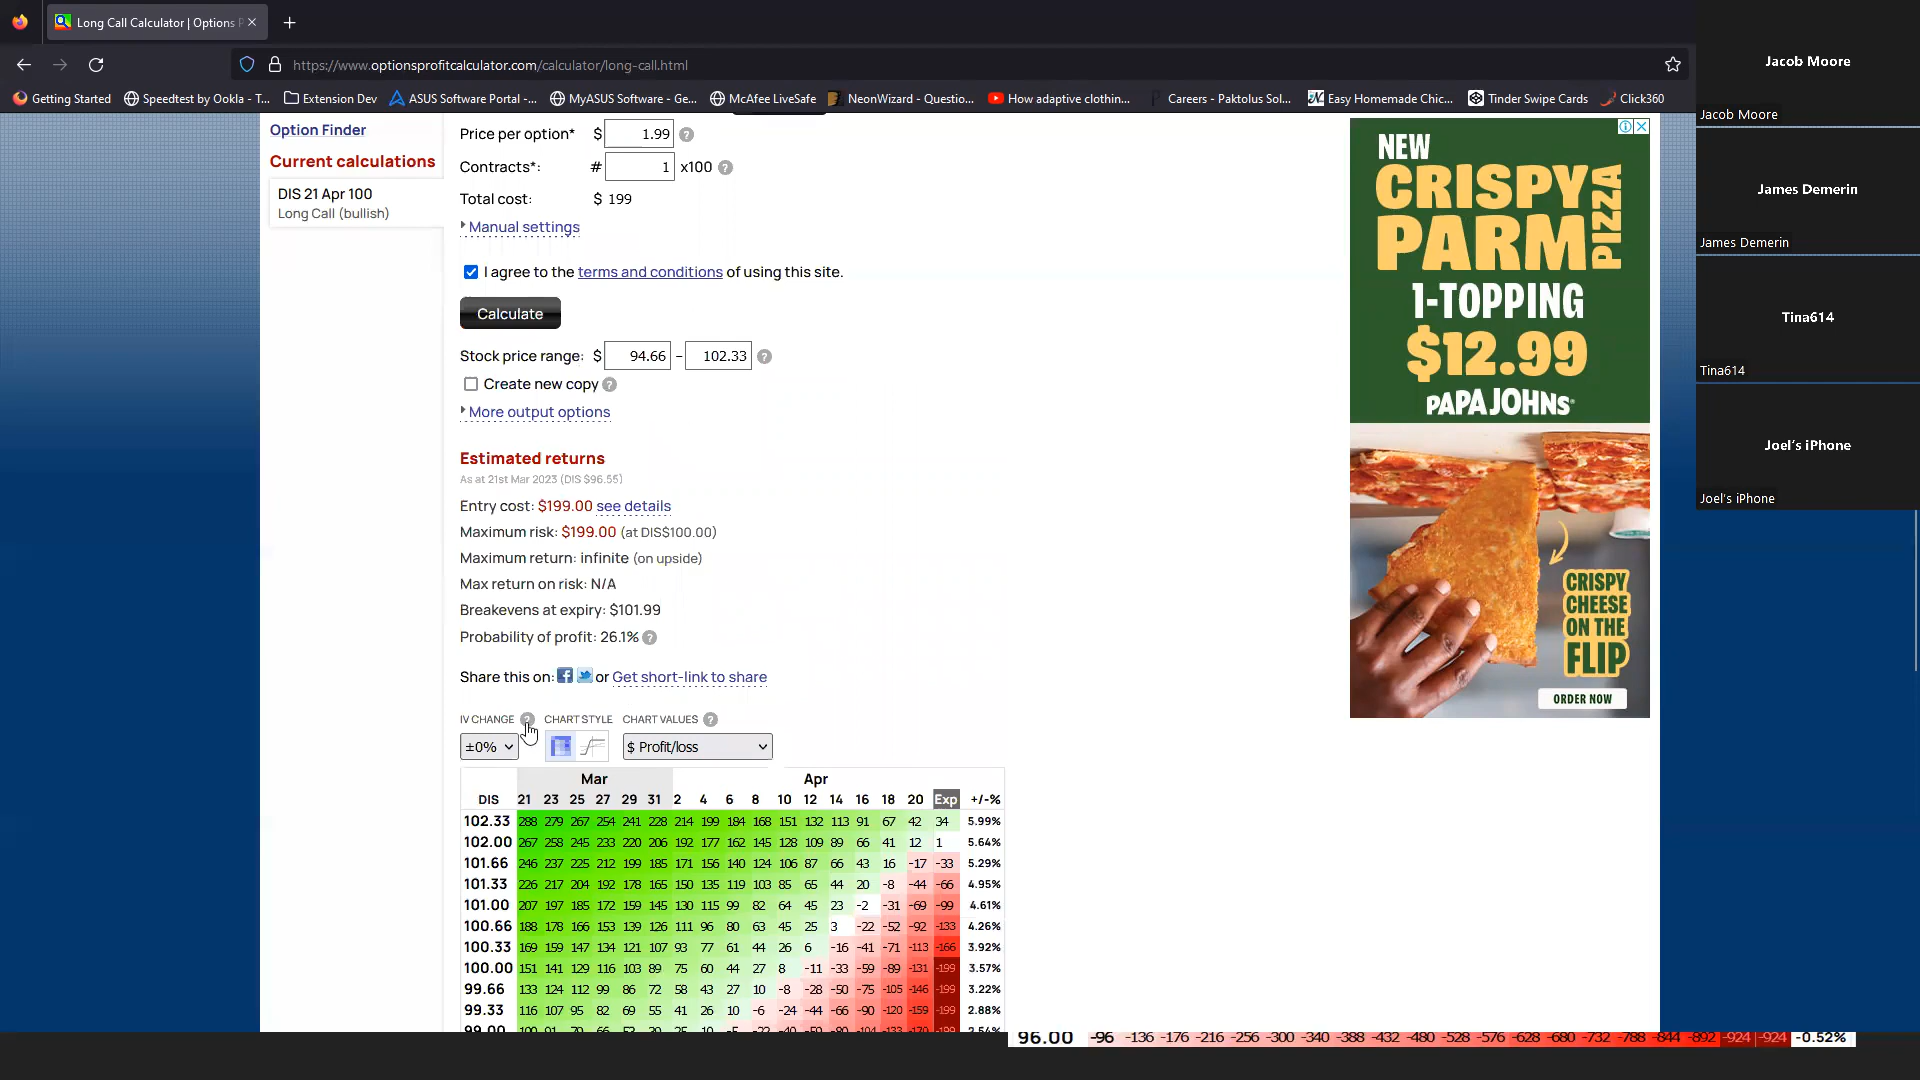 Long Call Calculator | Options P
https://www.optionsprofitcalculator.com/calculator/long-call.html
Getting Started
Speedtest by Ookla - T...
Extension Dev
ASUS Software Portal -...
MyASUS Software - Ge...
McAfee LiveSafe
NeonWizard - Questio...
How adaptive clothin...
Careers - Paktolus Sol...
Easy Homemade Chic...
Tinder Swipe Cards
Click360
Option Finder
Current calculations
DIS 21 Apr 100
Long Call (bullish)
Price per option* $ 1.99 ?
Contracts*: # 1 x100 ?
Total cost: $ 199
Manual settings
I agree to the terms and conditions of using this site.
Calculate
Stock price range: $ 94.66 – 102.33 ?
Create new copy ?
More output options
Estimated returns
As at 21st Mar 2023 (DIS $96.55)
Entry cost: $199.00 see details
Maximum risk: $199.00 (at DIS$100.00)
Maximum return: infinite (on upside)
Max return on risk: N/A
Breakevens at expiry: $101.99
Probability of profit: 26.1% ?
Share this on: or Get short-link to share
IV CHANGE ? CHART STYLE CHART VALUES ?
±0% $ Profit/loss
Mar Apr
DIS 21 23 25 27 29 31 2 4 6 8 10 12 14 16 18 20 Exp +/-%
102.33 288 279 267 254 241 228 214 199 184 168 151 132 113 91 67 42 34 5.99%
102.00 267 258 245 233 220 206 192 177 162 145 128 109 89 66 41 12 1 5.64%
101.66 246 237 225 212 199 185 171 156 140 124 106 87 66 43 16 -17 -33 5.29%
101.33 226 217 204 192 178 165 150 135 119 103 85 65 44 20 -8 -44 -66 4.95%
101.00 207 197 185 172 159 145 130 115 99 82 64 45 23 -2 -31 -69 -99 4.61%
100.66 188 178 166 153 139 126 111 96 80 63 45 25 3 -22 -52 -92 -133 4.26%
100.33 169 159 147 134 121 107 93 77 61 44 26 6 -16 -41 -71 -113 -166 3.92%
100.00 151 141 129 116 103 89 75 60 44 27 8 -11 -33 -59 -89 -131 -199 3.57%
99.66 133 124 112 99 86 72 58 43 27 10 -8 -28 -50 -75 -105 -146 -199 3.22%
99.33 116 107 95 82 69 55 41 26 10 -6 -24 -44 -66 -90 -120 -159 -199 2.88%
96.00 -96 -136 -176 -216 -256 -300 -340 -388 -432 -480 -528 -576 -628 -680 -732 -788 -844 -892 -924 -924 -0.52%
NEW
CRISPY
PARM
PIZZA
1-TOPPING
$12.99
PAPA JOHNS
CRISPY
CHEESE
ON THE
FLIP
ORDER NOW
Jacob Moore
Jacob Moore
James Demerin
James Demerin
Tina614
Tina614
Joel's iPhone
Joel's iPhone